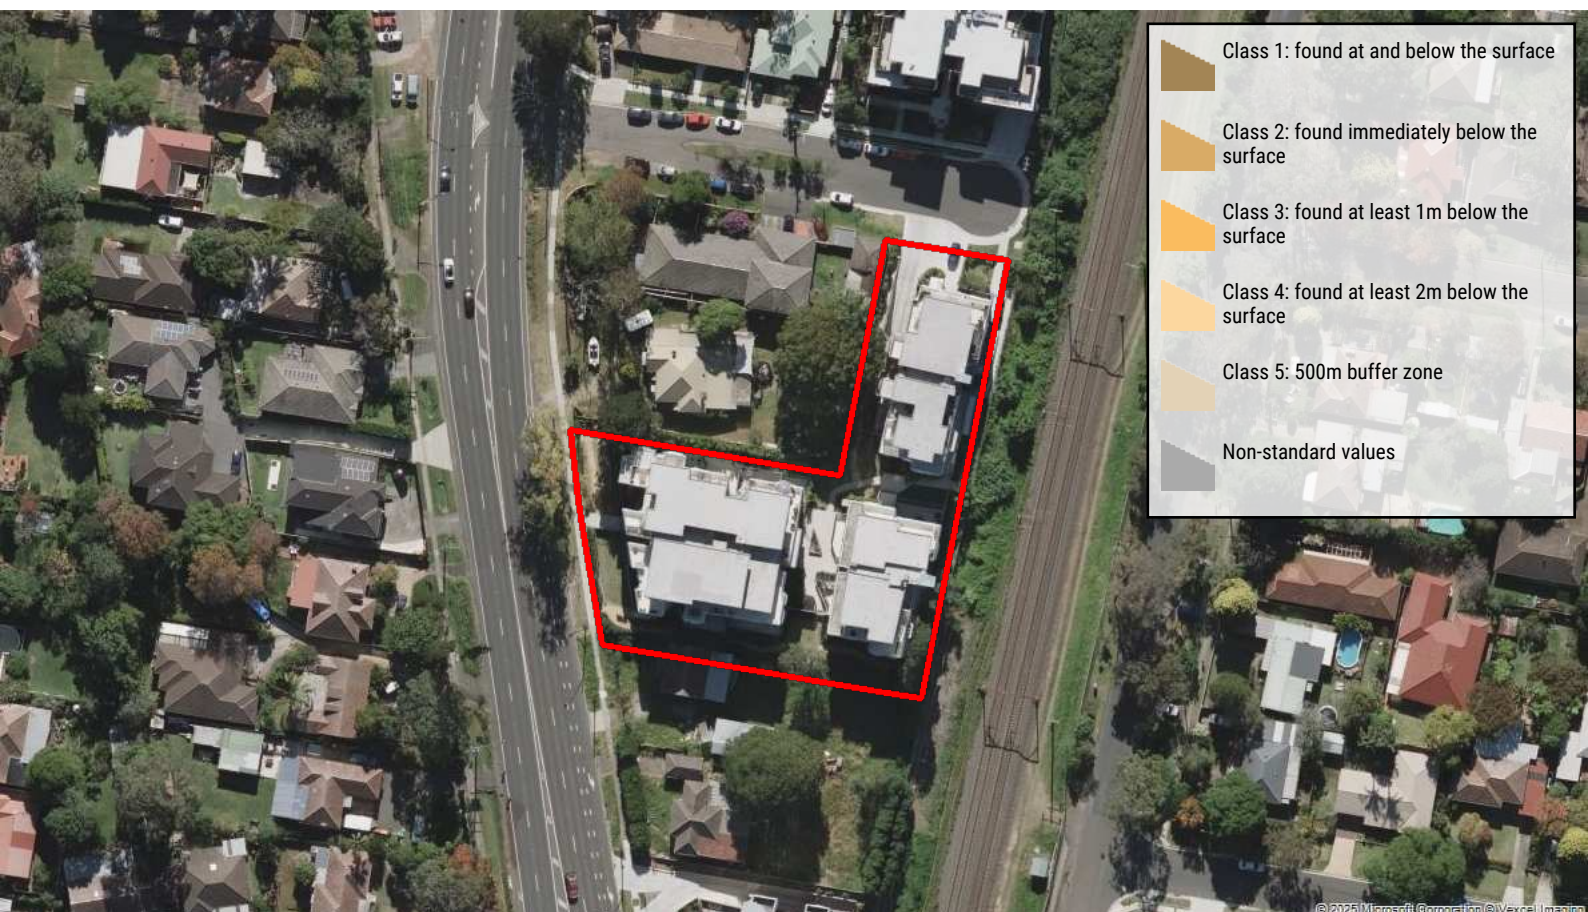 Class 1: found at and below the surface
Class 2: found immediately below the
surface
Class 3: found at least 1m below the
surface
Class 4: found at least 2m below the
surface
Class 5: 500m buffer zone
Non-standard values
© 2025 Microsoft Corporation © Vexcel Imaging